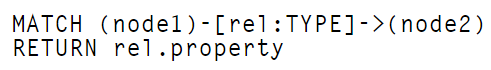 MATCH (node1)-[rel:TYPE]->(node2)
RETURN rel.property